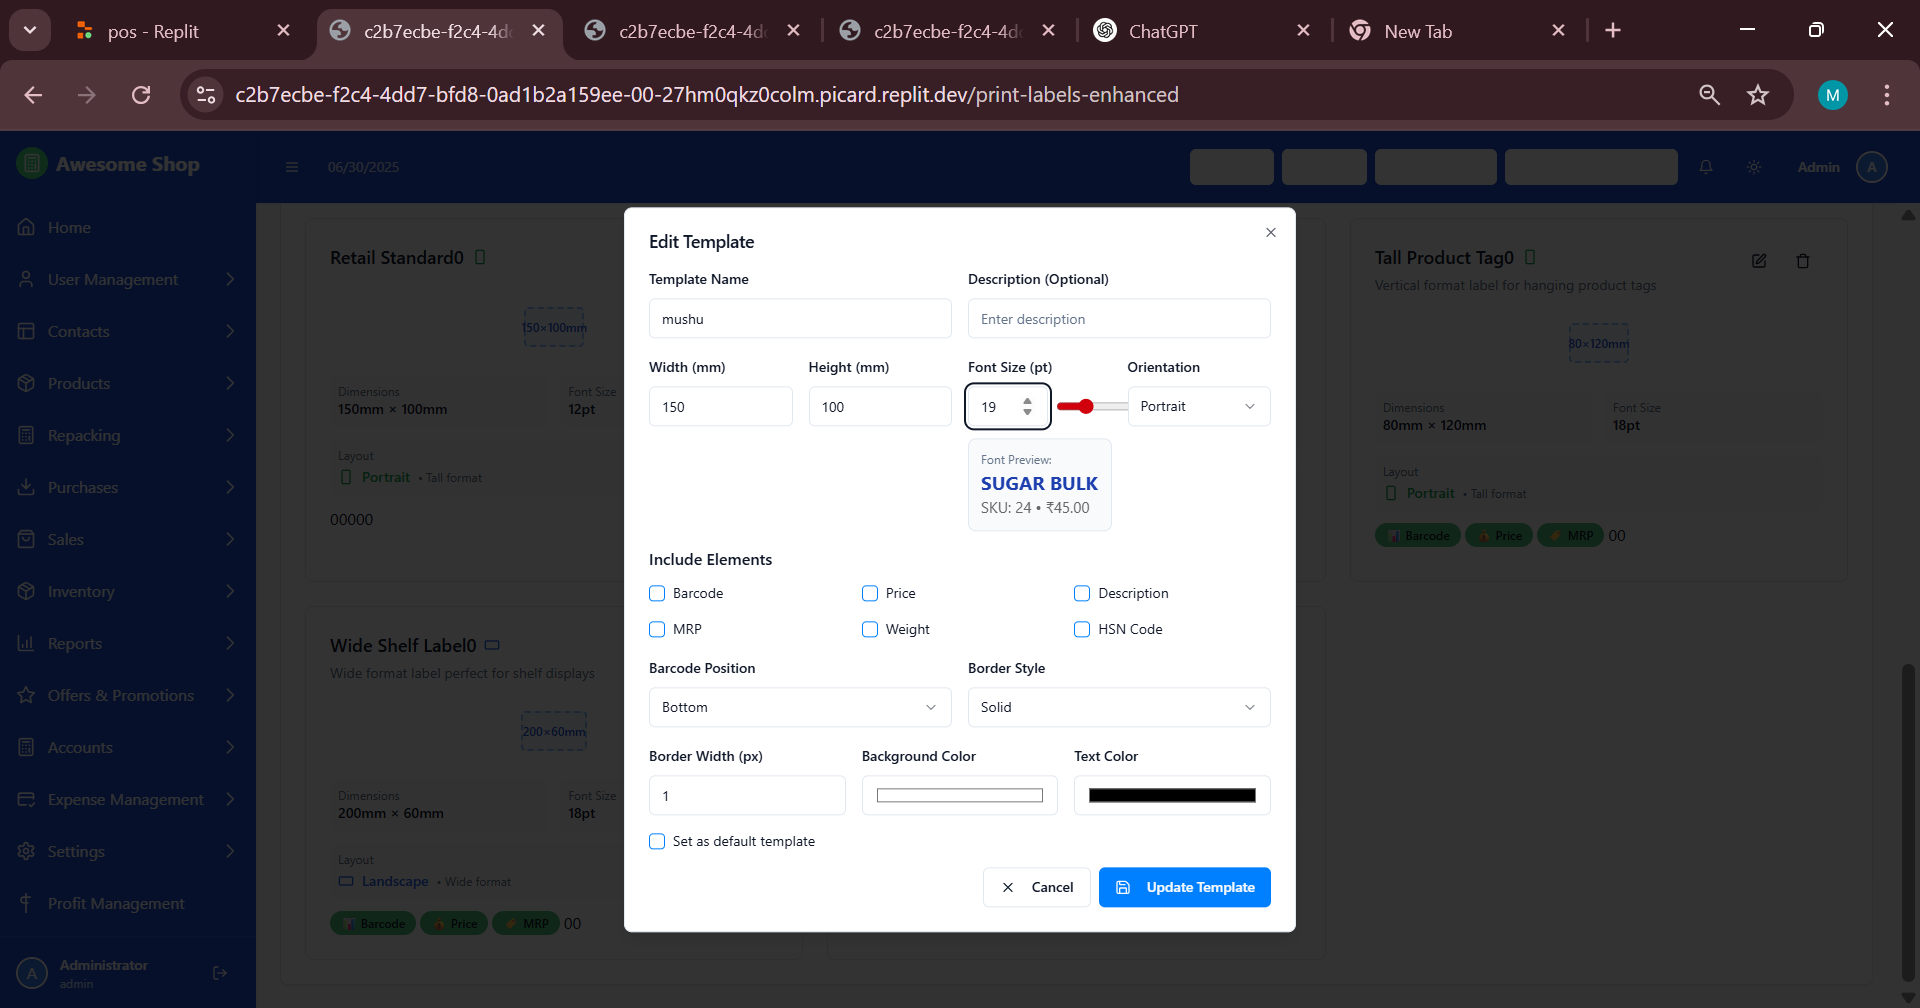 pos - Replit
c2b7ecbe-f2c4-4d
c2b7ecbe-f2c4-4d
c2b7ecbe-f2c4-4d
ChatGPT
New Tab
c2b7ecbe-f2c4-4dd7-bfd8-0ad1b2a159ee-00-27hm0qkz0colm.picard.replit.dev/print-labels-enhanced
M
Awesome Shop
06/30/2025
Admin
A
Home
User Management
Contacts
Products
Repacking
Purchases
Sales
Inventory
Reports
Offers & Promotions
Accounts
Expense Management
Settings
Profit Management
A
Administrator
admin
Retail Standard0
150×100mm
Dimensions
150mm × 100mm
Font Size
12pt
Layout
Portrait • Tall format
00000
Wide Shelf Label0
Wide format label perfect for shelf displays
200×60mm
Dimensions
200mm × 60mm
Font Size
18pt
Layout
Landscape • Wide format
Barcode Price MRP 00
Edit Template
Template Name
mushu
Description (Optional)
Enter description
Width (mm)
150
Height (mm)
100
Font Size (pt)
19
Orientation
Portrait
Font Preview:
SUGAR BULK
SKU: 24 • ₹45.00
Include Elements
Barcode
Price
Description
MRP
Weight
HSN Code
Barcode Position
Bottom
Border Style
Solid
Border Width (px)
1
Background Color
Text Color
Set as default template
Cancel
Update Template
Tall Product Tag0
Vertical format label for hanging product tags
80×120mm
Dimensions
80mm × 120mm
Font Size
18pt
Layout
Portrait • Tall format
Barcode Price MRP 00